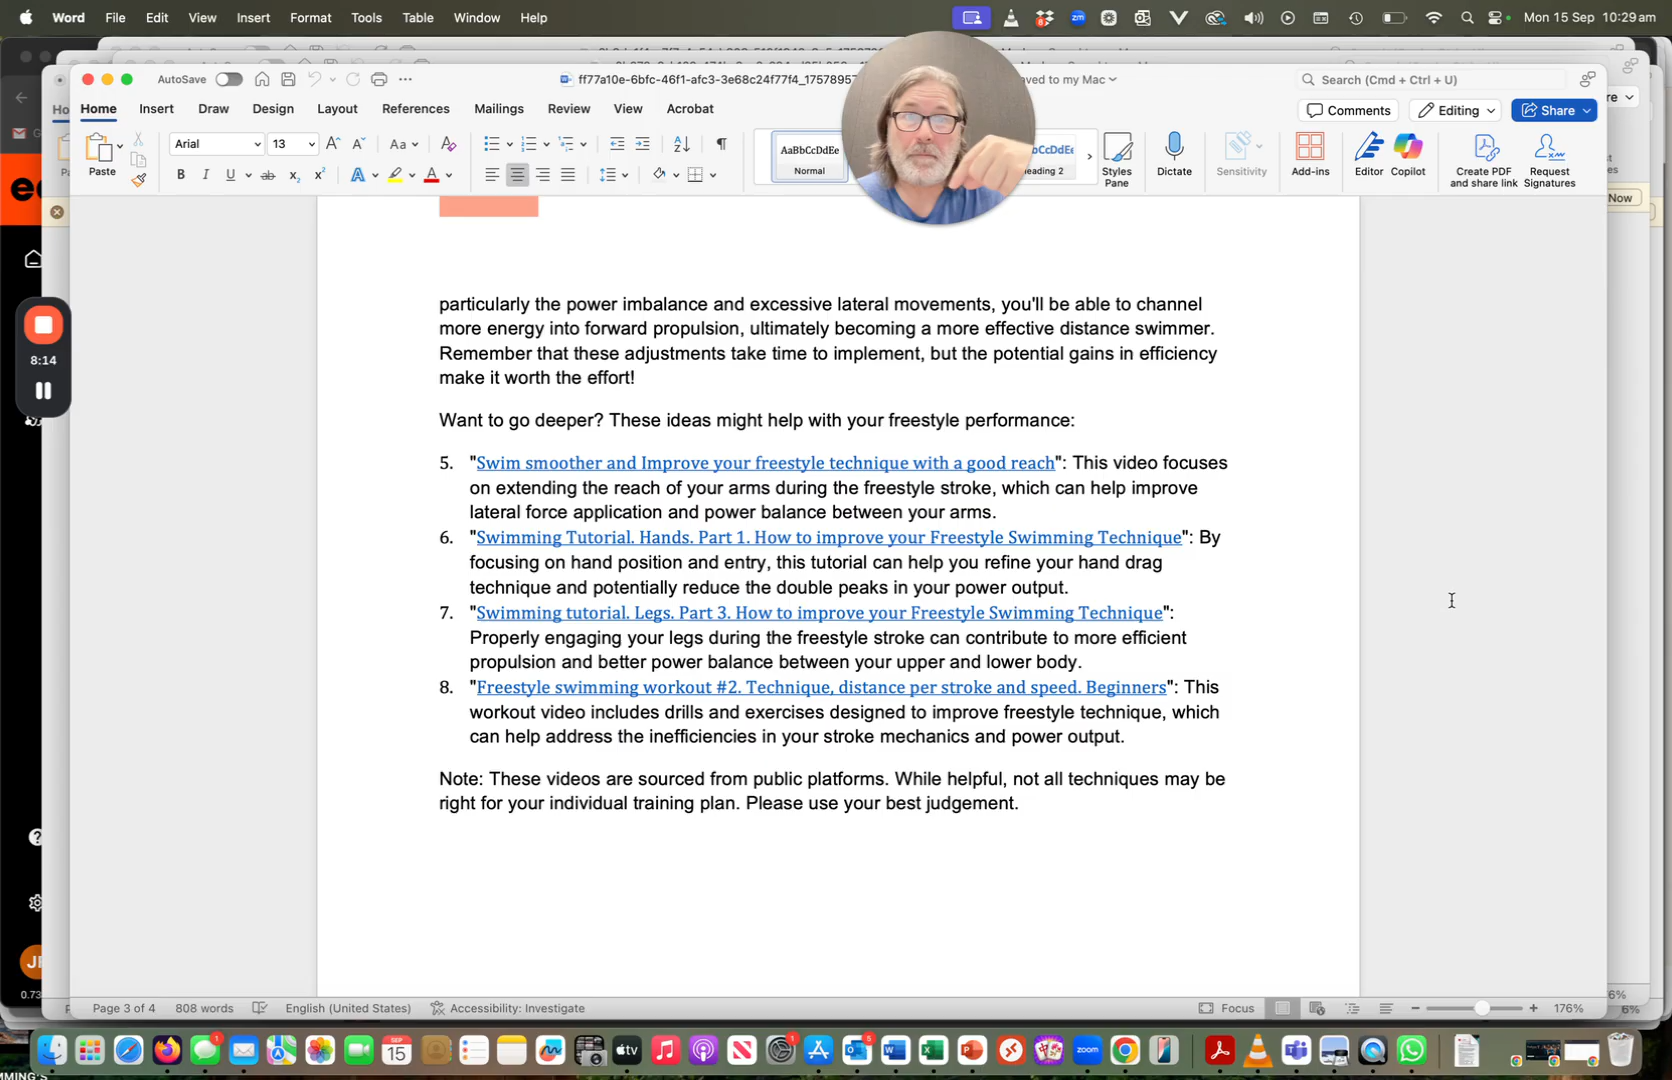 Word File Edit View Insert Format Tools Table Window Help
Mon 15 Sep 10:29 am
AutoSave
ff77a10e-6bfc-46f1-afc3-3e68c24f77f4_1757895
aved to my Mac
Search (Cmd + Ctrl + U)
Home Insert Draw Design Layout References Mailings Review View Acrobat
Comments Editing Share
Paste
Arial 13
AaBbCcDdEe
Normal
Heading 2
Styles Pane
Dictate
Sensitivity
Add-ins
Editor
Copilot
Create PDF and share link
Request Signatures
Now
8:14
particularly the power imbalance and excessive lateral movements, you'll be able to channel
more energy into forward propulsion, ultimately becoming a more effective distance swimmer.
Remember that these adjustments take time to implement, but the potential gains in efficiency
make it worth the effort!
Want to go deeper? These ideas might help with your freestyle performance:
5. "Swim smoother and Improve your freestyle technique with a good reach": This video focuses
on extending the reach of your arms during the freestyle stroke, which can help improve
lateral force application and power balance between your arms.
6. "Swimming Tutorial. Hands. Part 1. How to improve your Freestyle Swimming Technique": By
focusing on hand position and entry, this tutorial can help you refine your hand drag
technique and potentially reduce the double peaks in your power output.
7. "Swimming tutorial. Legs. Part 3. How to improve your Freestyle Swimming Technique":
Properly engaging your legs during the freestyle stroke can contribute to more efficient
propulsion and better power balance between your upper and lower body.
8. "Freestyle swimming workout #2. Technique, distance per stroke and speed. Beginners": This
workout video includes drills and exercises designed to improve freestyle technique, which
can help address the inefficiencies in your stroke mechanics and power output.
Note: These videos are sourced from public platforms. While helpful, not all techniques may be
right for your individual training plan. Please use your best judgement.
Page 3 of 4 808 words English (United States) Accessibility: Investigate
Focus
176%